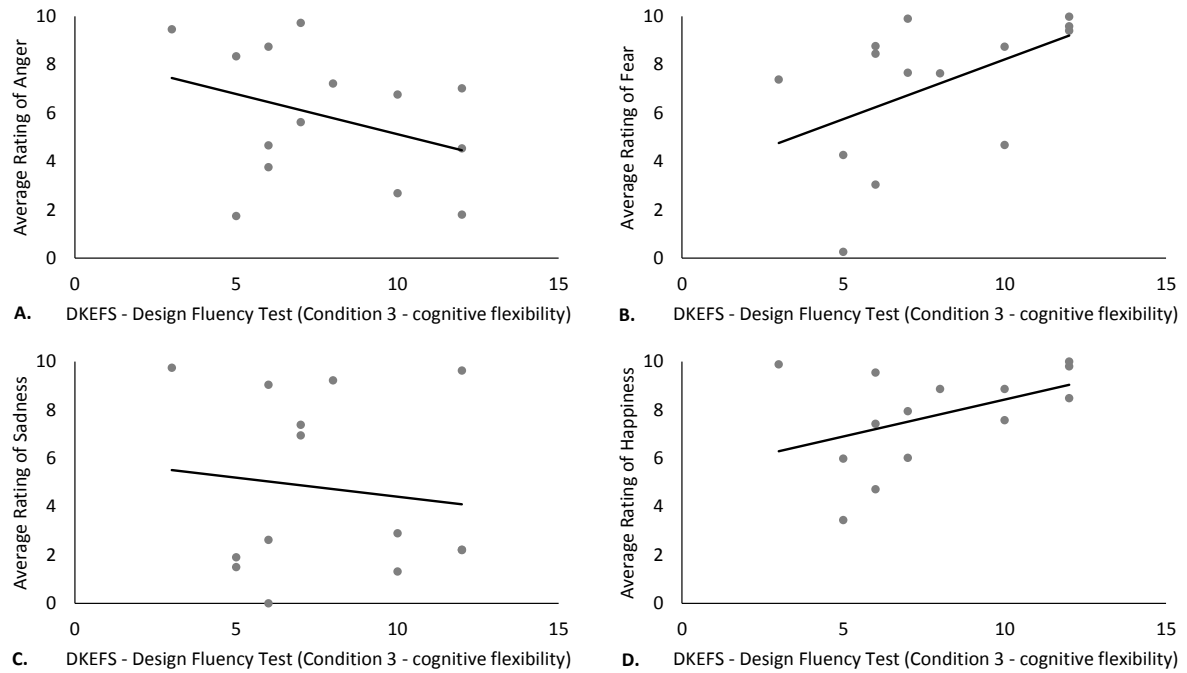 Average Rating of Anger
10
8
6
4
2
0
0 5 10 15
A. DKEFS - Design Fluency Test (Condition 3 - cognitive flexibility)
Average Rating of Fear
10
8
6
4
2
0
0 5 10 15
B. DKEFS - Design Fluency Test (Condition 3 - cognitive flexibility)
Average Rating of Sadness
10
8
6
4
2
0
0 5 10 15
C. DKEFS - Design Fluency Test (Condition 3 - cognitive flexibility)
Average Rating of Happiness
10
8
6
4
2
0
0 5 10 15
D. DKEFS - Design Fluency Test (Condition 3 - cognitive flexibility)